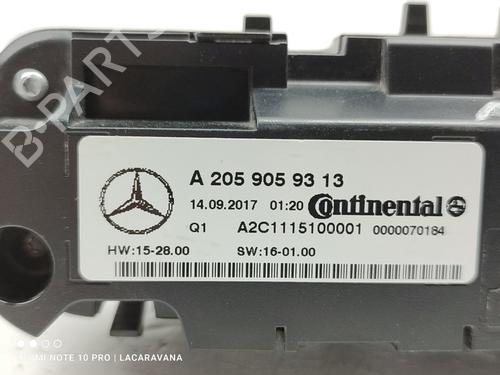 B-PARTS
A 205 905 93 13
14.09.2017 01:20 Continental
Q1 A2C1115100001 0000070184
HW:15-28.00 SW:16-01.00
REDMI NOTE 10 PRO | LACARAVANA